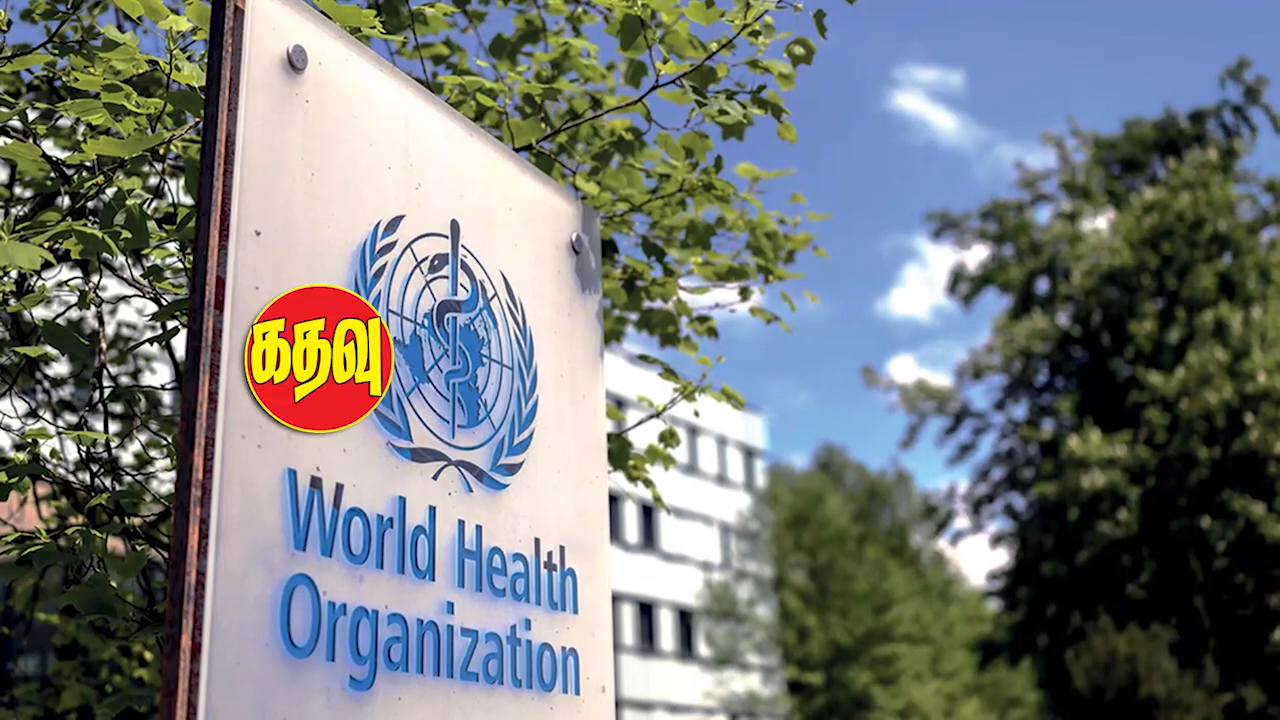 கதவு
World Health
Organization